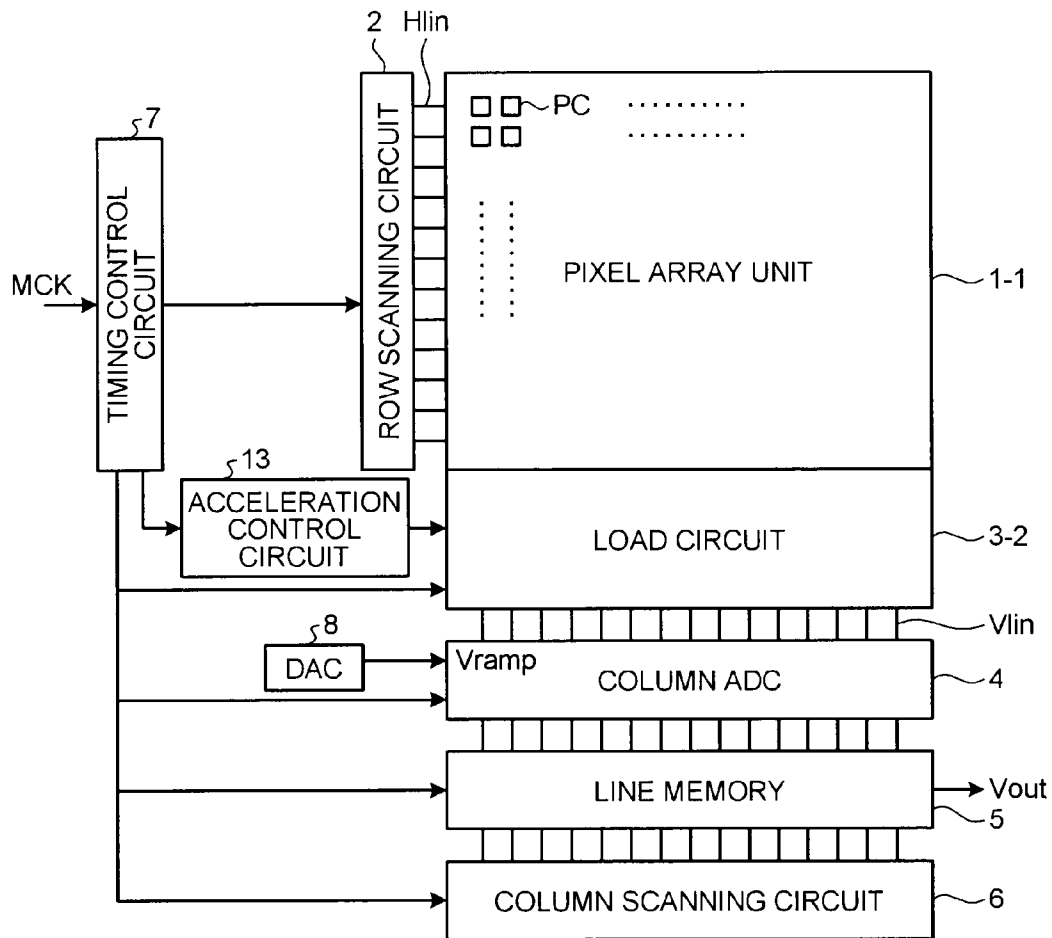 2
Hlin
7
TIMING CONTROL
CIRCUIT
MCK
ROW SCANNING CIRCUIT
PC
PIXEL ARRAY UNIT
1-1
13
ACCELERATION
CONTROL
CIRCUIT
LOAD CIRCUIT
3-2
Vlin
8
DAC
Vramp
COLUMN ADC
4
LINE MEMORY
Vout
5
COLUMN SCANNING CIRCUIT
6